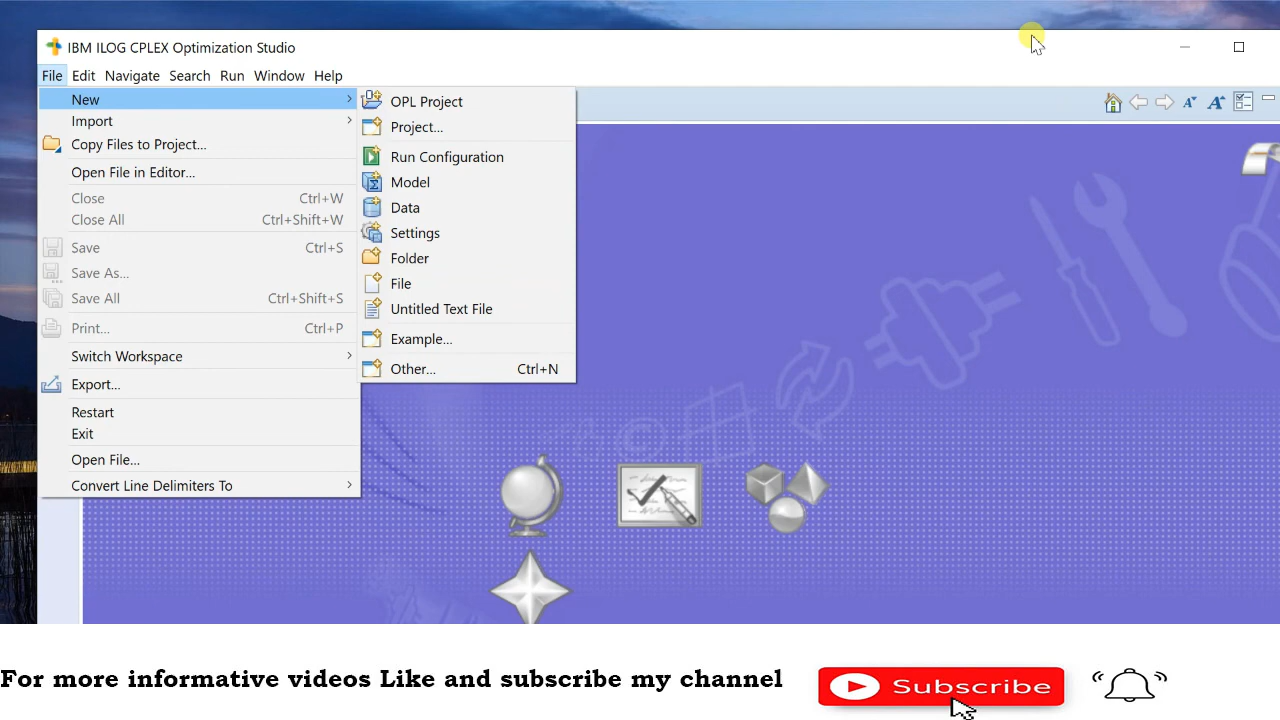 IBM ILOG CPLEX Optimization Studio
File Edit Navigate Search Run Window Help
New
Import
Copy Files to Project...
Open File in Editor...
Close Ctrl+W
Close All Ctrl+Shift+W
Save Ctrl+S
Save As...
Save All Ctrl+Shift+S
Print... Ctrl+P
Switch Workspace
Export...
Restart
Exit
Open File...
Convert Line Delimiters To
OPL Project
Project...
Run Configuration
Model
Data
Settings
Folder
File
Untitled Text File
Example...
Other... Ctrl+N
For more informative videos Like and subscribe my channel
Subscribe